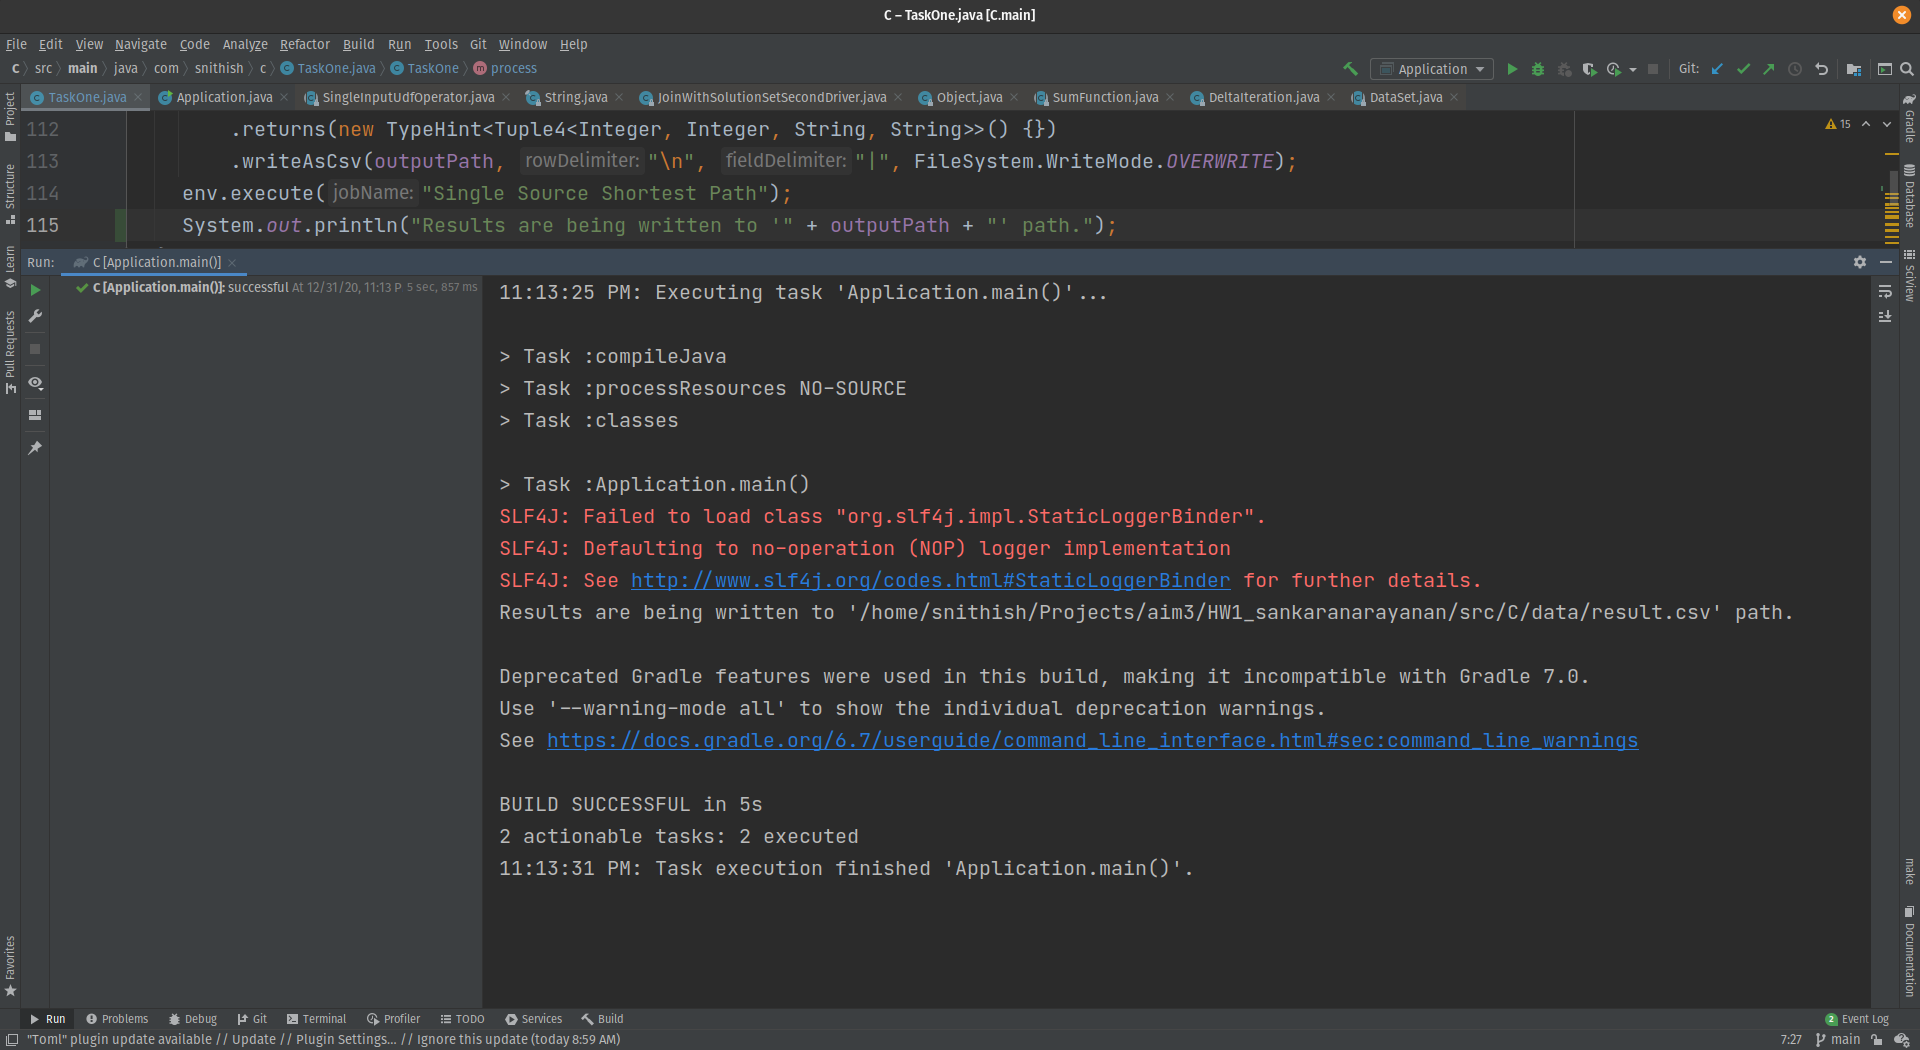 C – TaskOne.java [C.main]
File Edit View Navigate Code Analyze Refactor Build Run Tools Git Window Help
C src main java com snithish c TaskOne.java TaskOne process
Application Git:
TaskOne.java Application.java SingleInputUdfOperator.java String.java JoinWithSolutionSetSecondDriver.java Object.java SumFunction.java DeltaIteration.java DataSet.java
112 .returns(new TypeHint<Tuple4<Integer, Integer, String, String>>() {})
15
113 .writeAsCsv(outputPath, rowDelimiter: "\n", fieldDelimiter: "|", FileSystem.WriteMode.OVERWRITE);
114 env.execute( jobName: "Single Source Shortest Path");
115 System.out.println("Results are being written to '" + outputPath + "' path.");
Run: C [Application.main()]
C [Application.main()]: successful At 12/31/20, 11:13 P 5 sec, 857 ms
11:13:25 PM: Executing task 'Application.main()'...
> Task :compileJava
> Task :processResources NO-SOURCE
> Task :classes
> Task :Application.main()
SLF4J: Failed to load class "org.slf4j.impl.StaticLoggerBinder".
SLF4J: Defaulting to no-operation (NOP) logger implementation
SLF4J: See http://www.slf4j.org/codes.html#StaticLoggerBinder for further details.
Results are being written to '/home/snithish/Projects/aim3/HW1_sankaranarayanan/src/C/data/result.csv' path.
Deprecated Gradle features were used in this build, making it incompatible with Gradle 7.0.
Use '--warning-mode all' to show the individual deprecation warnings.
See https://docs.gradle.org/6.7/userguide/command_line_interface.html#sec:command_line_warnings
BUILD SUCCESSFUL in 5s
2 actionable tasks: 2 executed
11:13:31 PM: Task execution finished 'Application.main()'.
Project
Structure
Learn
Pull Requests
Favorites
Gradle
Database
SciView
make
Documentation
Run Problems Debug Git Terminal Profiler TODO Services Build
2 Event Log
"Toml" plugin update available // Update // Plugin Settings... // Ignore this update (today 8:59 AM)
7:27 main